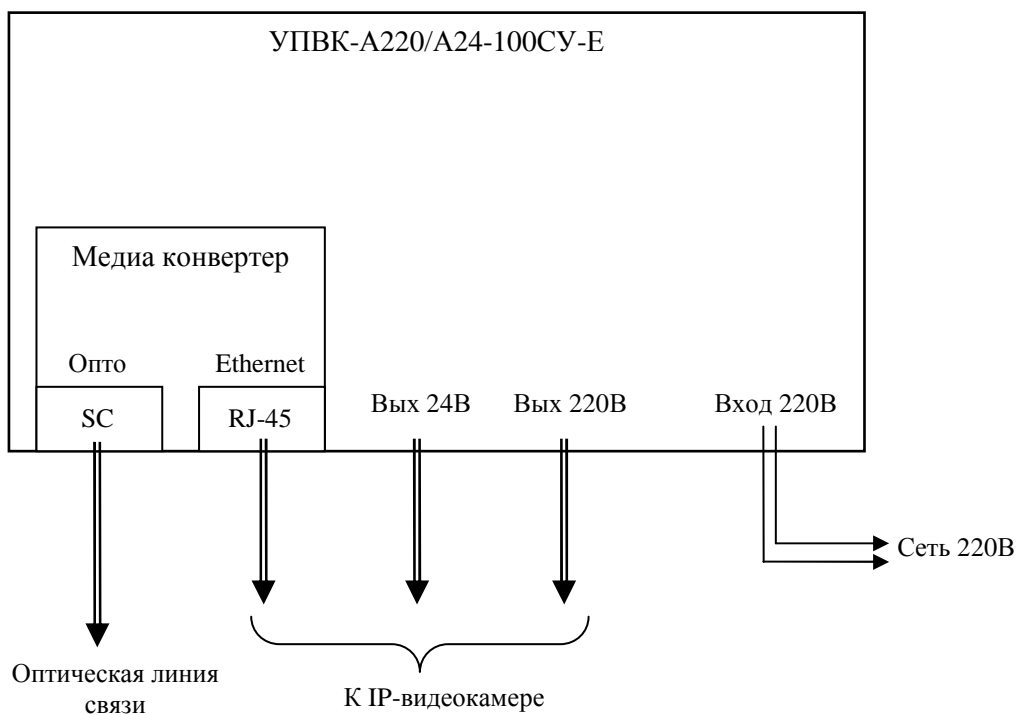 УПВК-А220/А24-100СУ-Е
Медиа конвертер
Опто
Ethernet
SC
RJ-45
Вых 24В
Вых 220В
Вход 220В
Сеть 220В
Оптическая линия
связи
К IP-видеокамере